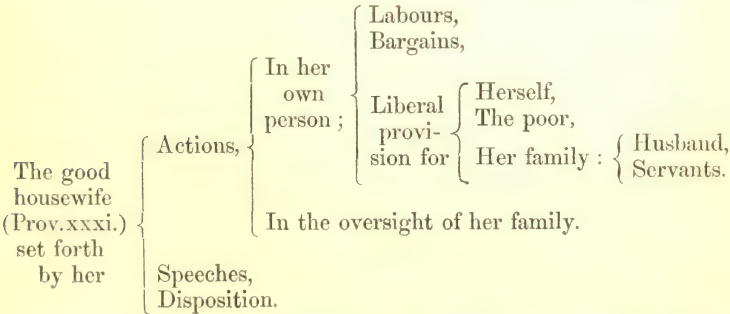 The good
housewife
(Prov.xxxi.)
set forth
by her
Actions,
In her
own
person ;
Labours,
Bargains,
Liberal
provi-
sion for
Herself,
The poor,
Her family :
Husband,
Servants.
In the oversight of her family.
Speeches,
Disposition.